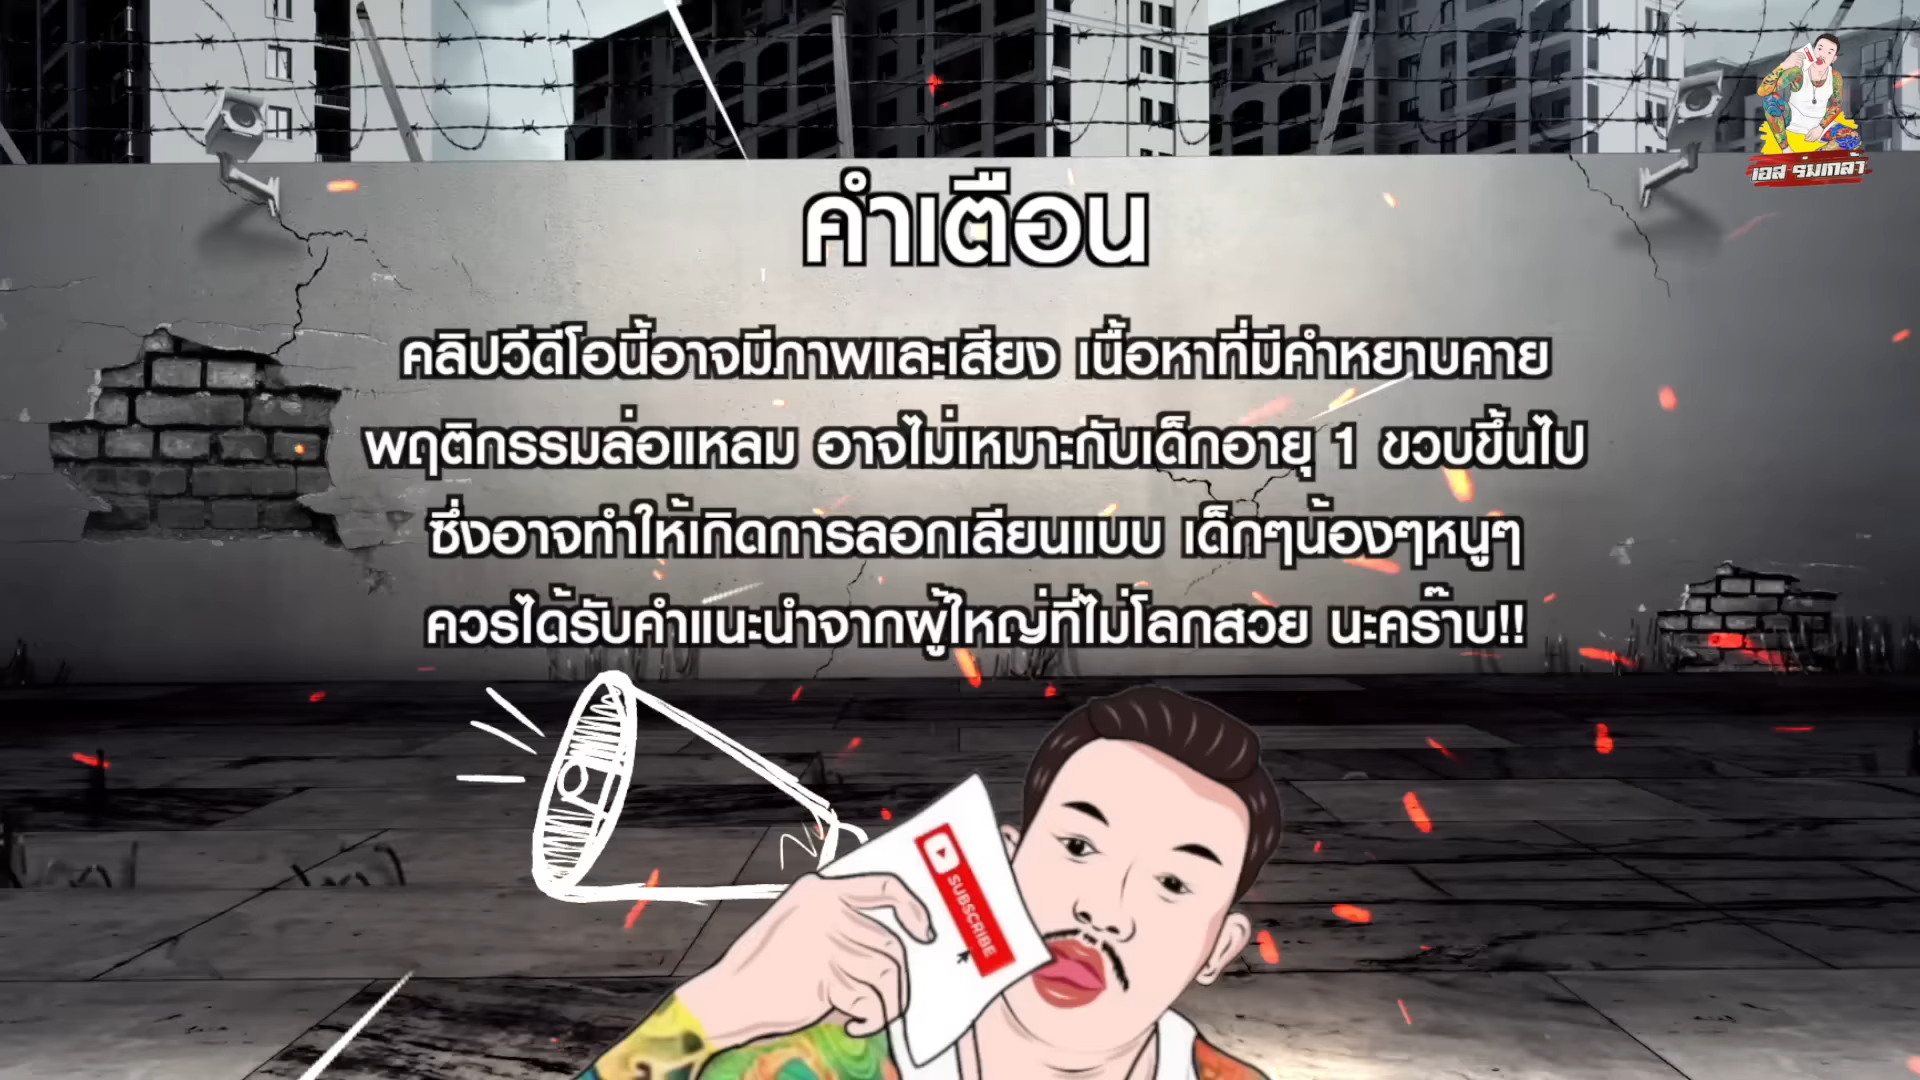 เอส ร่มเกล้า
คำเตือน
คลิปวีดีโอนี้อาจมีภาพและเสียง เนื้อหาที่มีคำหยาบคาย
พฤติกรรมล่อแหลม อาจไม่เหมาะกับเด็กอายุ 1 ขวบขึ้นไป
ซึ่งอาจทำให้เกิดการลอกเลียนแบบ เด็กๆน้องๆหนูๆ
ควรได้รับคำแนะนำจากผู้ใหญ่ที่ไม่โลกสวย นะคร๊าบ!!
SUBSCRIBE